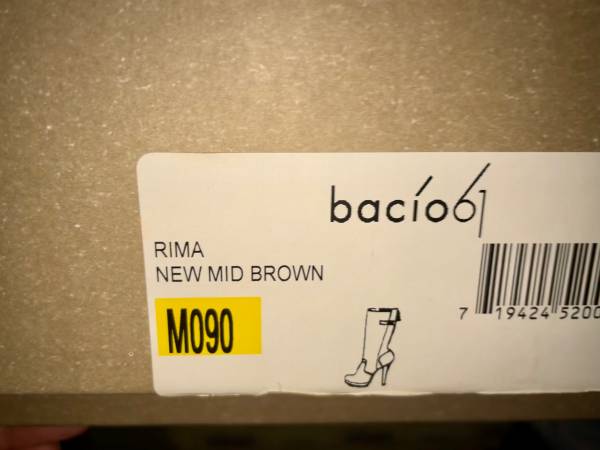 bacio61
RIMA
NEW MID BROWN
M090
7 19424 5200